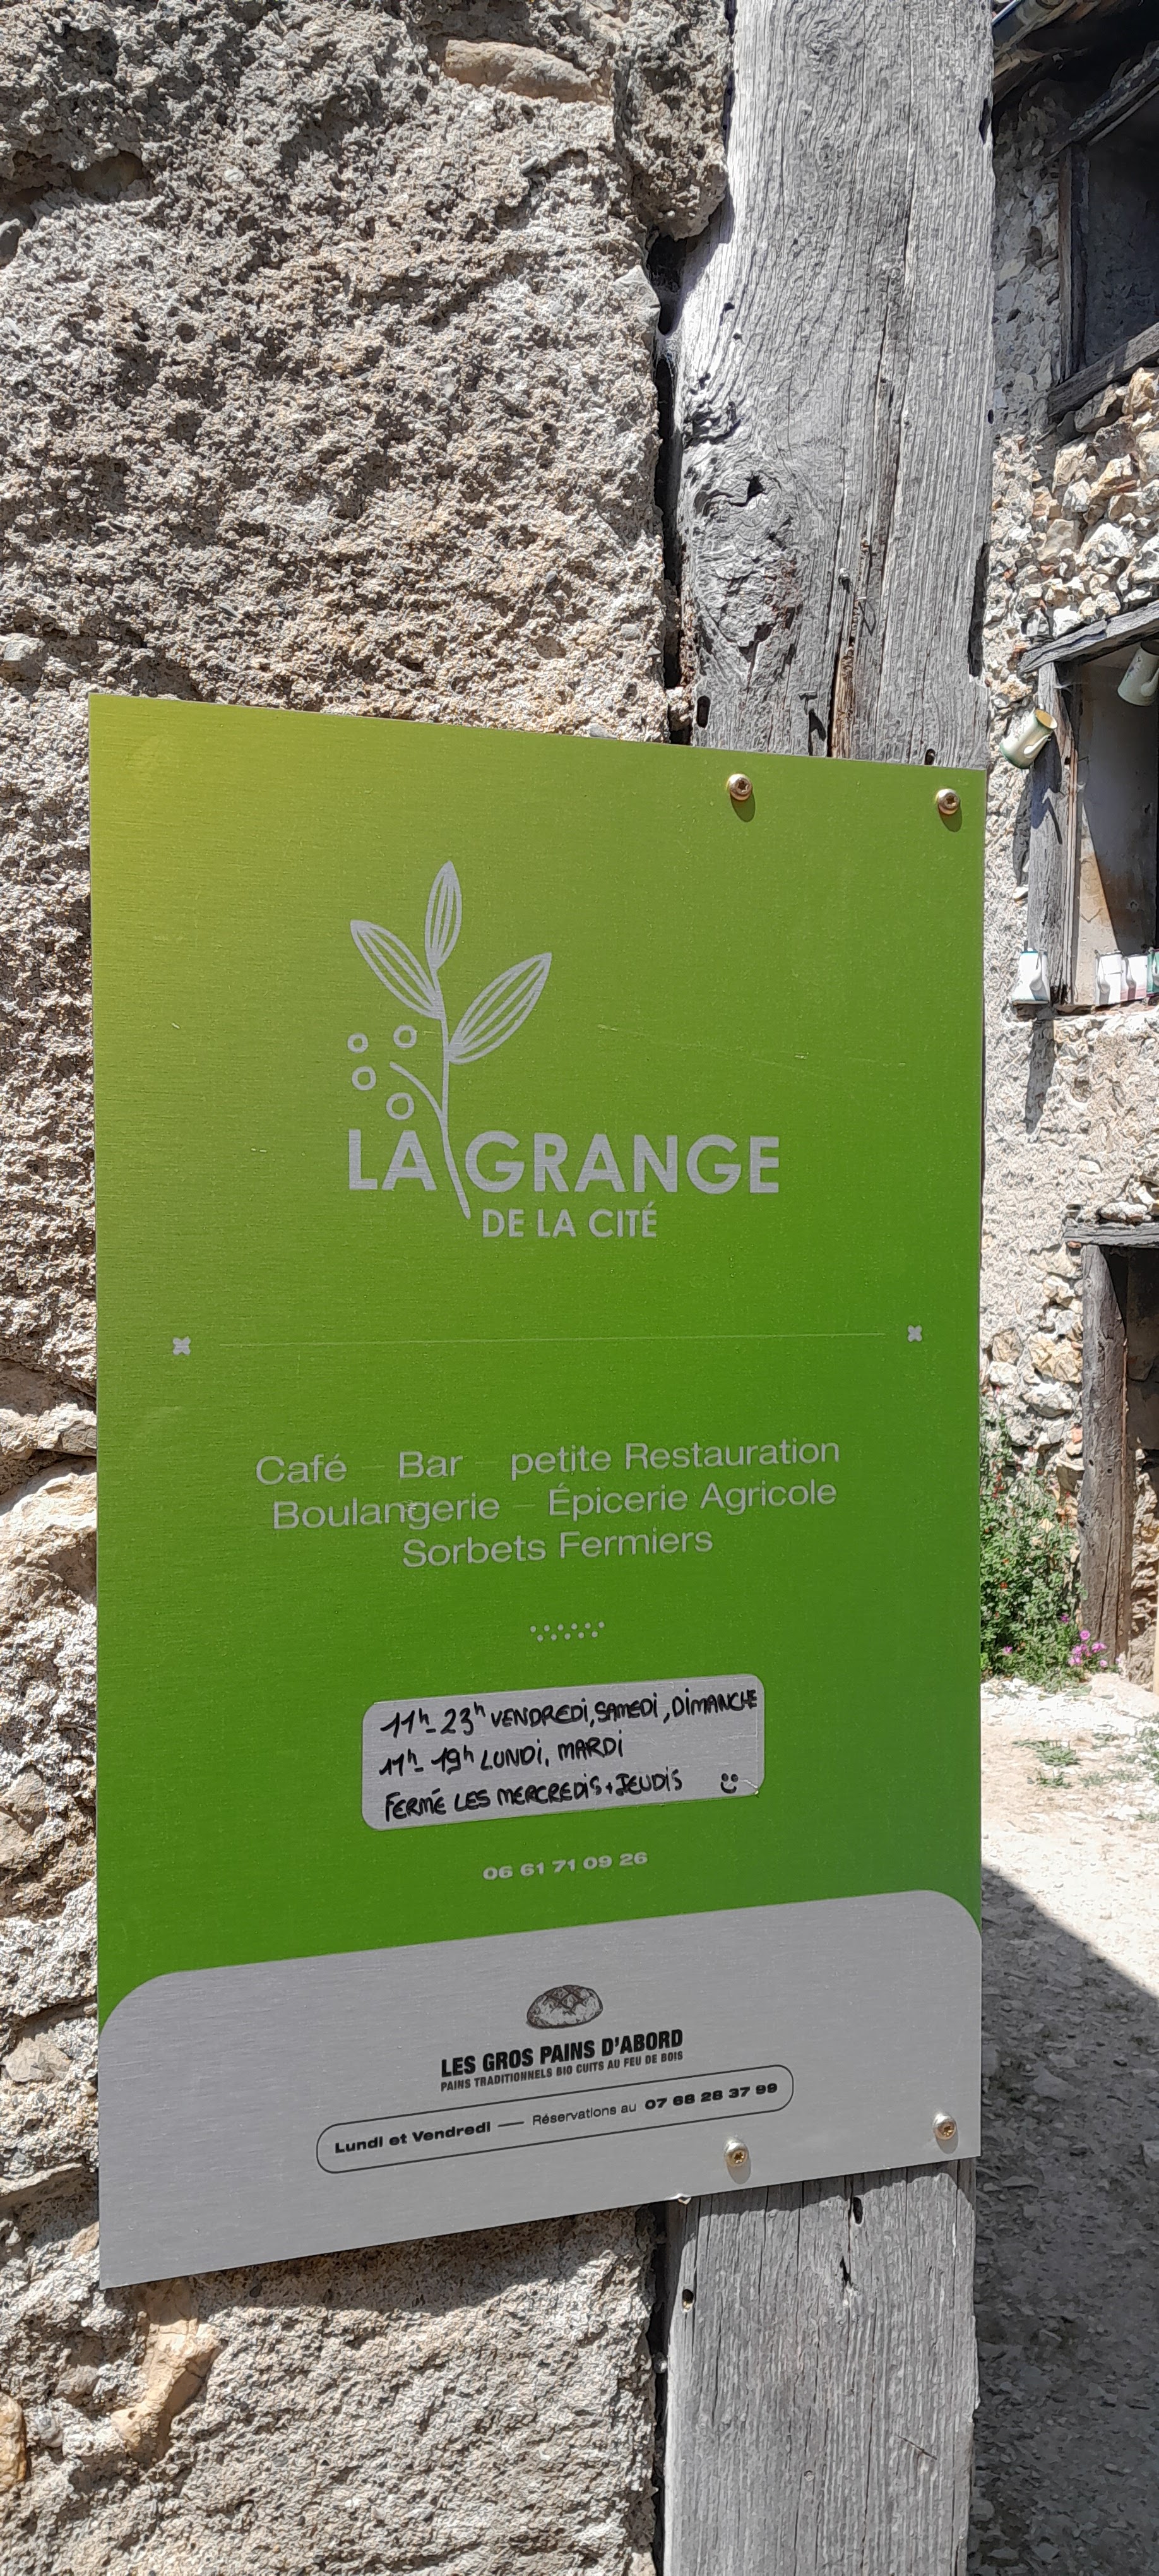 LA GRANGE
DE LA CITÉ
Café – Bar – petite Restauration
Boulangerie – Épicerie Agricole
Sorbets Fermiers
11h-23h VENDREDI, SAMEDI, DIMANCHE
11h-19h LUNDI, MARDI
FERMÉ LES MERCREDIS+JEUDIS
06 61 71 09 26
LES GROS PAINS D'ABORD
PAINS TRADITIONNELS BIO CUITS AU FEU DE BOIS
Lundi et Vendredi — Réservations au 07 68 28 37 99